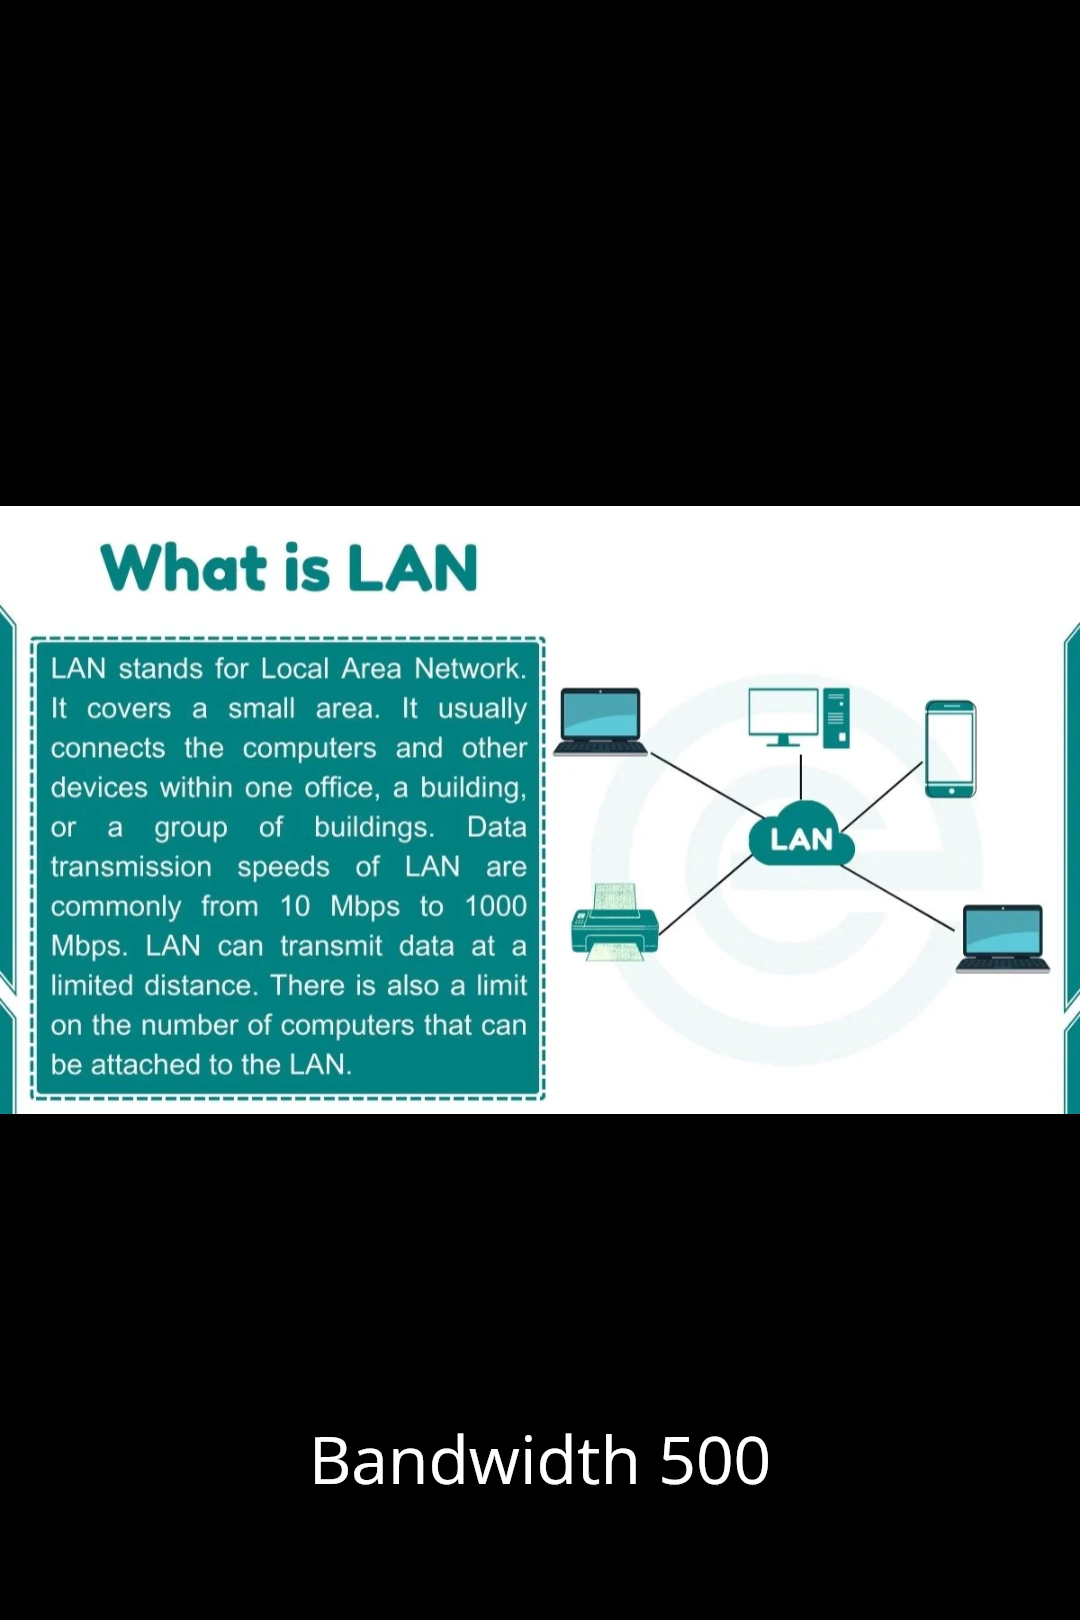 What is LAN
LAN stands for Local Area Network.
It covers a small area. It usually
connects the computers and other
devices within one office, a building,
or a group of buildings. Data
transmission speeds of LAN are
commonly from 10 Mbps to 1000
Mbps. LAN can transmit data at a
limited distance. There is also a limit
on the number of computers that can
be attached to the LAN.
LAN
Bandwidth 500